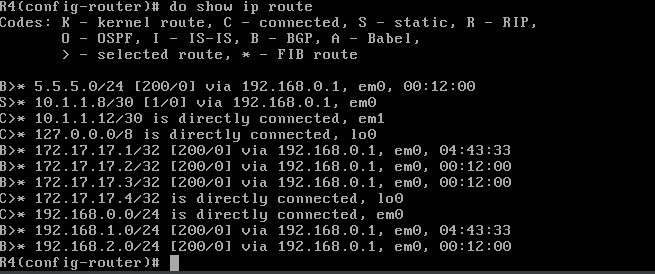 R4(config-router)# do show ip route
Codes: K - kernel route, C - connected, S - static, R - RIP,
O - OSPF, I - IS-IS, B - BGP, A - Babel,
> - selected route, * - FIB route
B>* 5.5.5.0/24 [200/0] via 192.168.0.1, em0, 00:12:00
S>* 10.1.1.8/30 [1/0] via 192.168.0.1, em0
C>* 10.1.1.12/30 is directly connected, em1
C>* 127.0.0.0/8 is directly connected, lo0
B>* 172.17.17.1/32 [200/0] via 192.168.0.1, em0, 04:43:33
B>* 172.17.17.2/32 [200/0] via 192.168.0.1, em0, 00:12:00
B>* 172.17.17.3/32 [200/0] via 192.168.0.1, em0, 00:12:00
C>* 172.17.17.4/32 is directly connected, lo0
C>* 192.168.0.0/24 is directly connected, em0
B>* 192.168.1.0/24 [200/0] via 192.168.0.1, em0, 04:43:33
B>* 192.168.2.0/24 [200/0] via 192.168.0.1, em0, 00:12:00
R4(config-router)#